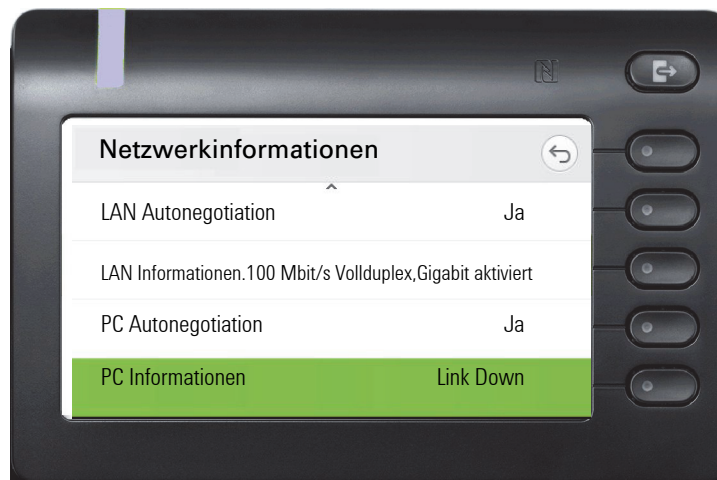 Netzwerkinformationen
LAN Autonegotiation Ja
LAN Informationen.100 Mbit/s Vollduplex,Gigabit aktiviert
PC Autonegotiation Ja
PC Informationen Link Down